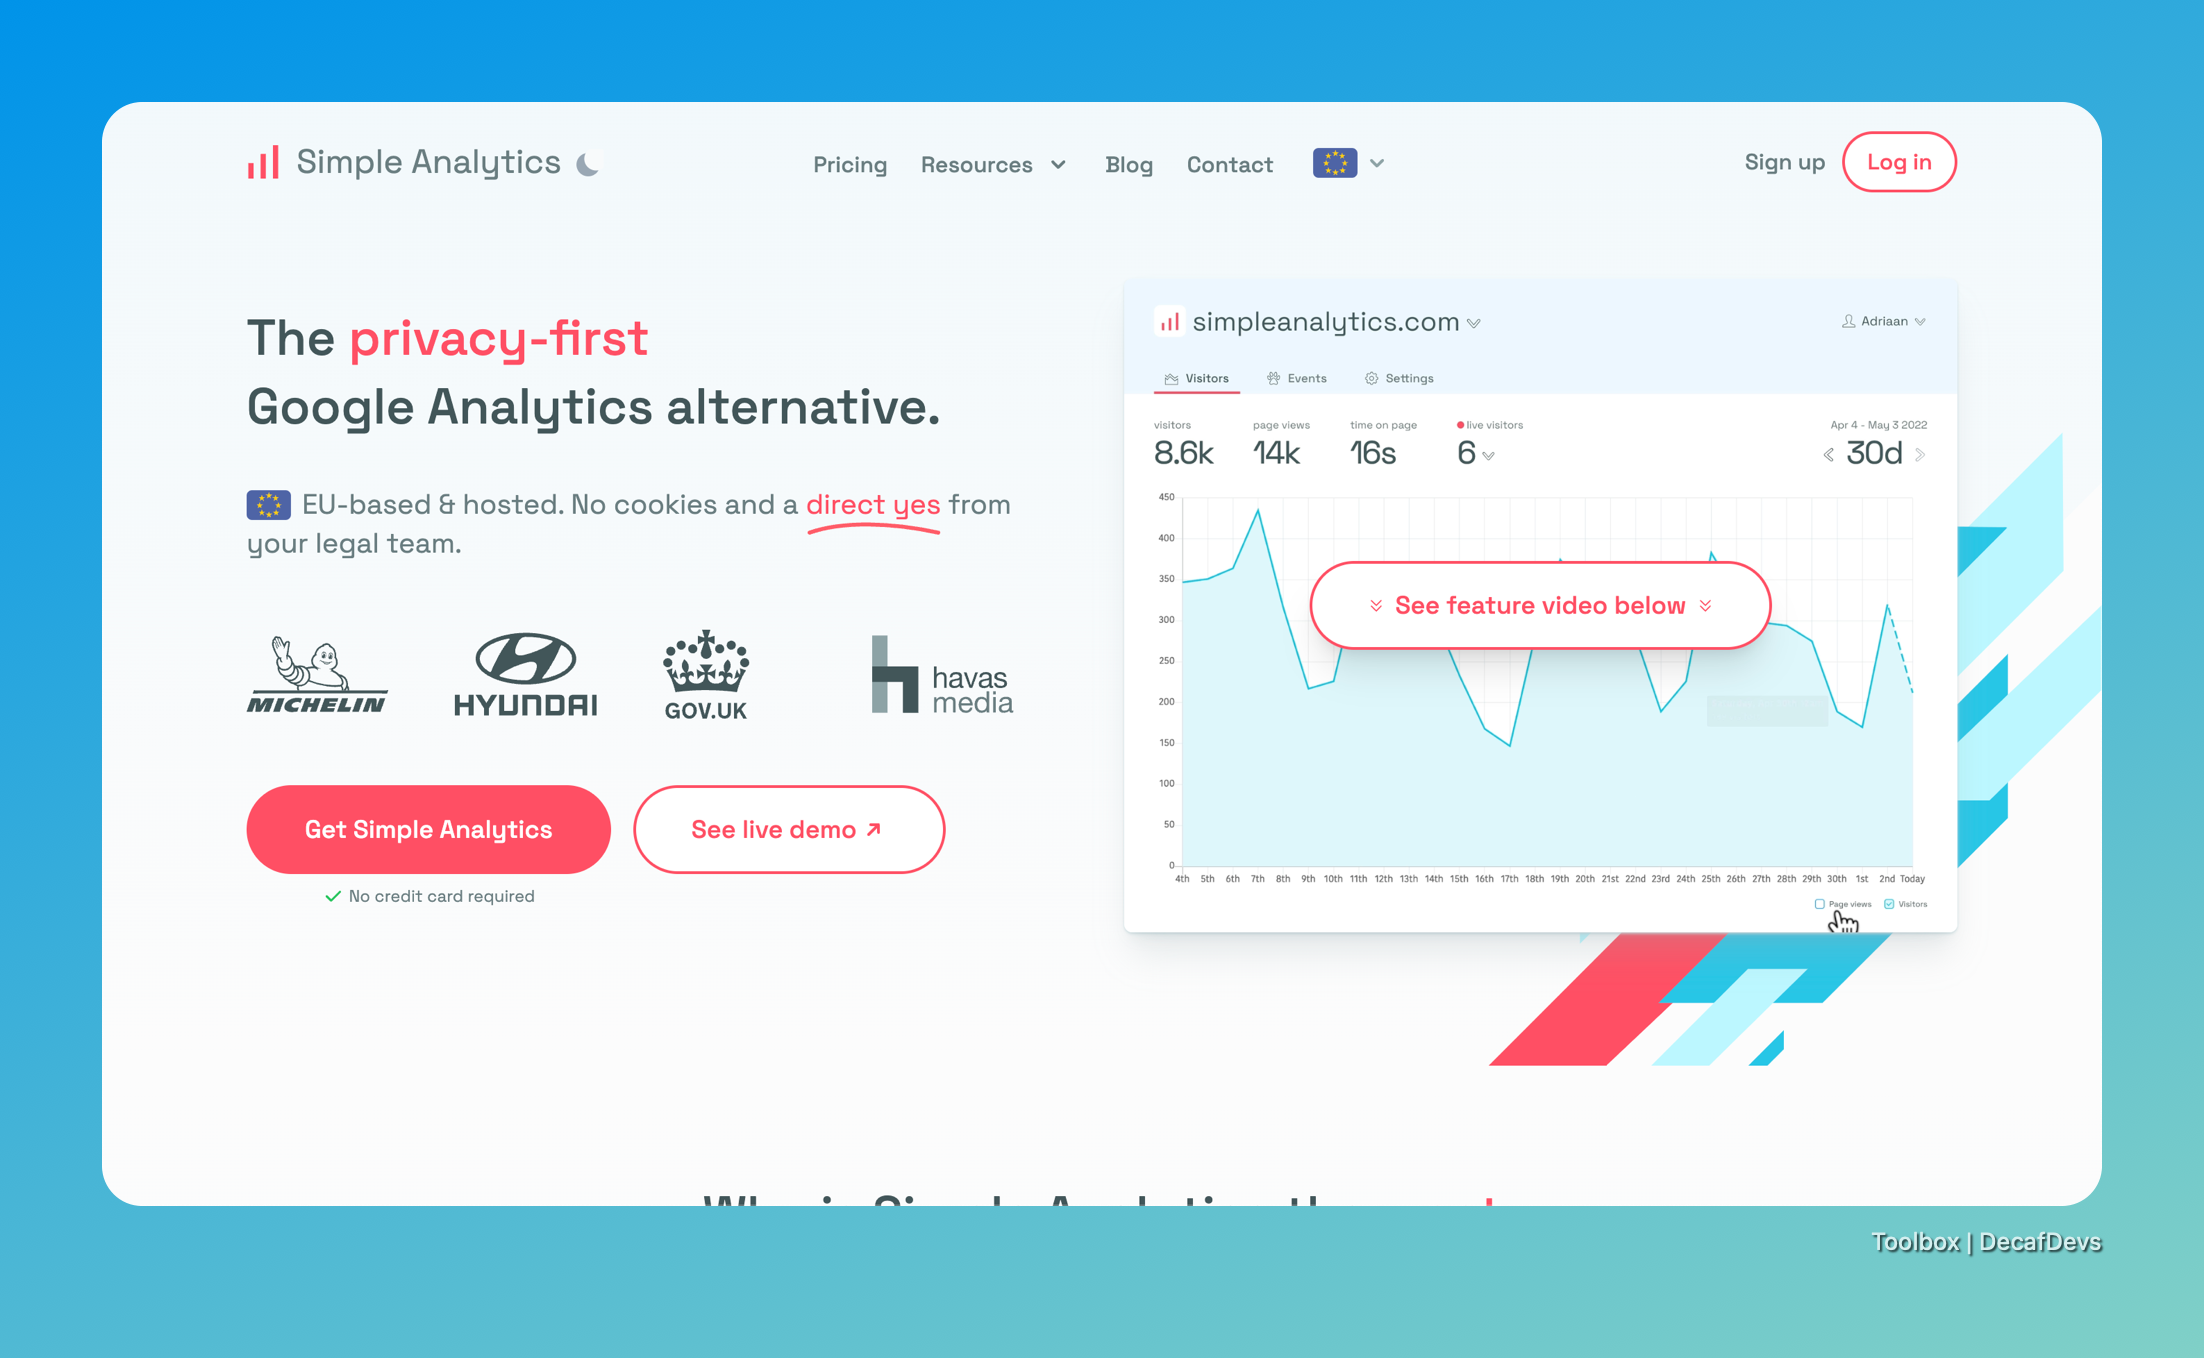 Simple Analytics
Pricing
Resources
Blog
Contact
Sign up
Log in
The privacy-first
Google Analytics alternative.
EU-based & hosted. No cookies and a direct yes from
your legal team.
MICHELIN
HYUNDAI
GOV.UK
havas
media
Get Simple Analytics
See live demo
No credit card required
simpleanalytics.com
Adriaan
Visitors
Events
Settings
visitors
8.6k
page views
14k
time on page
16s
live visitors
6
Apr 4 - May 3 2022
30d
450
400
350
300
250
200
150
100
50
0
See feature video below
4th 5th 6th 7th 8th 9th 10th 11th 12th 13th 14th 15th 16th 17th 18th 19th 20th 21st 22nd 23rd 24th 25th 26th 27th 28th 29th 30th 1st 2nd Today
Page views
Visitors
Why is Simple Analytics the
Toolbox | DecafDevs